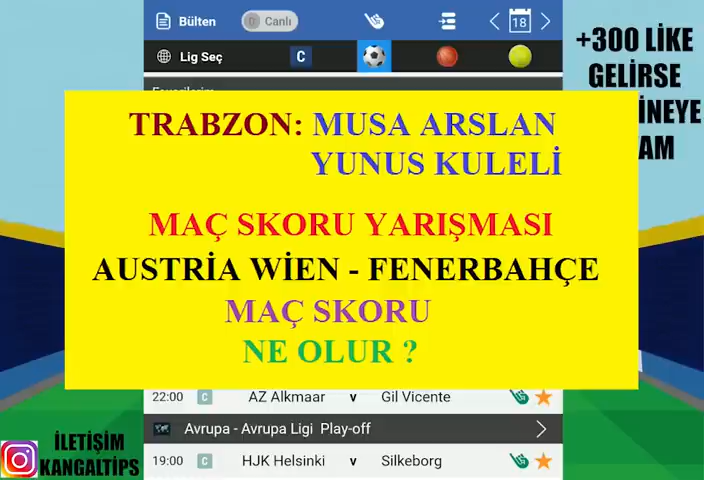 Bülten
Canlı
18
+300 LİKE
GELİRSE
İNEYE
AM
Lig Seç
C
TRABZON: MUSA ARSLAN
YUNUS KULELİ
MAÇ SKORU YARIŞMASI
AUSTRİA WİEN - FENERBAHÇE
MAÇ SKORU
NE OLUR ?
22:00 C AZ Alkmaar v Gil Vicente
Avrupa - Avrupa Ligi Play-off
19:00 C HJK Helsinki v Silkeborg
İLETİŞİM
KANGALTIPS